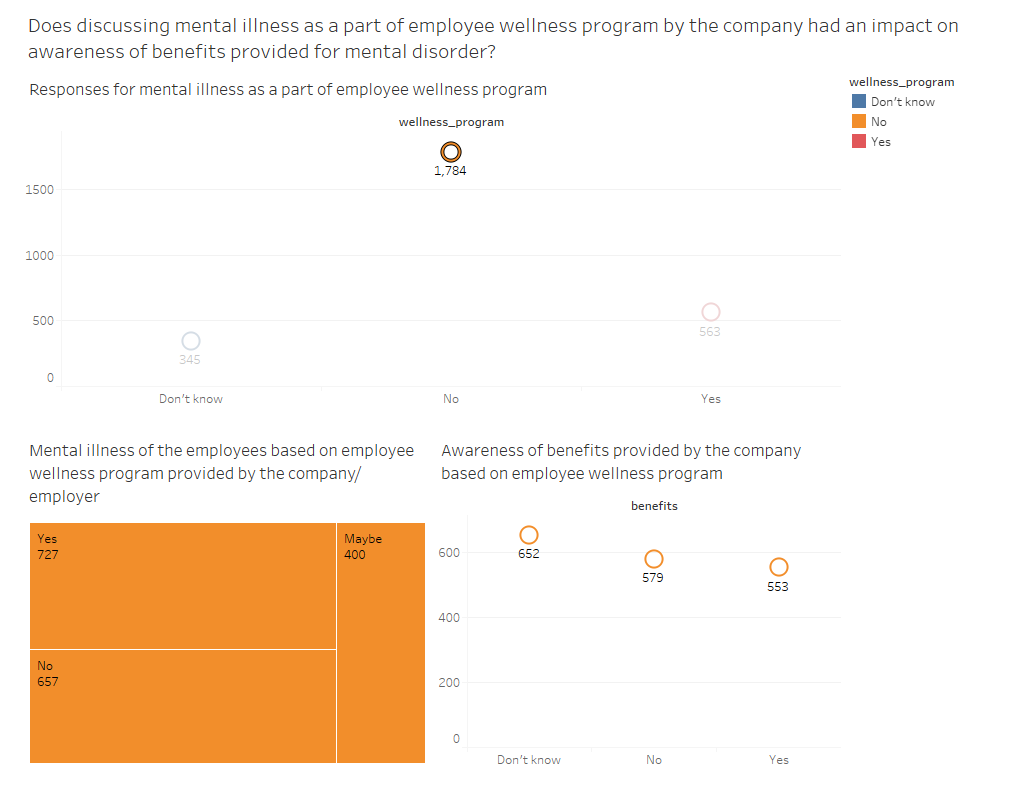 Does discussing mental illness as a part of employee wellness program by the company had an impact on
awareness of benefits provided for mental disorder?
Responses for mental illness as a part of employee wellness program
wellness_program
Don't know
No
Yes
wellness_program
1,784
1500
1000
500
0
345
563
Don't know
No
Yes
Mental illness of the employees based on employee
wellness program provided by the company/
employer
Yes
727
Maybe
400
No
657
Awareness of benefits provided by the company
based on employee wellness program
benefits
600
400
200
0
652
579
553
Don't know
No
Yes